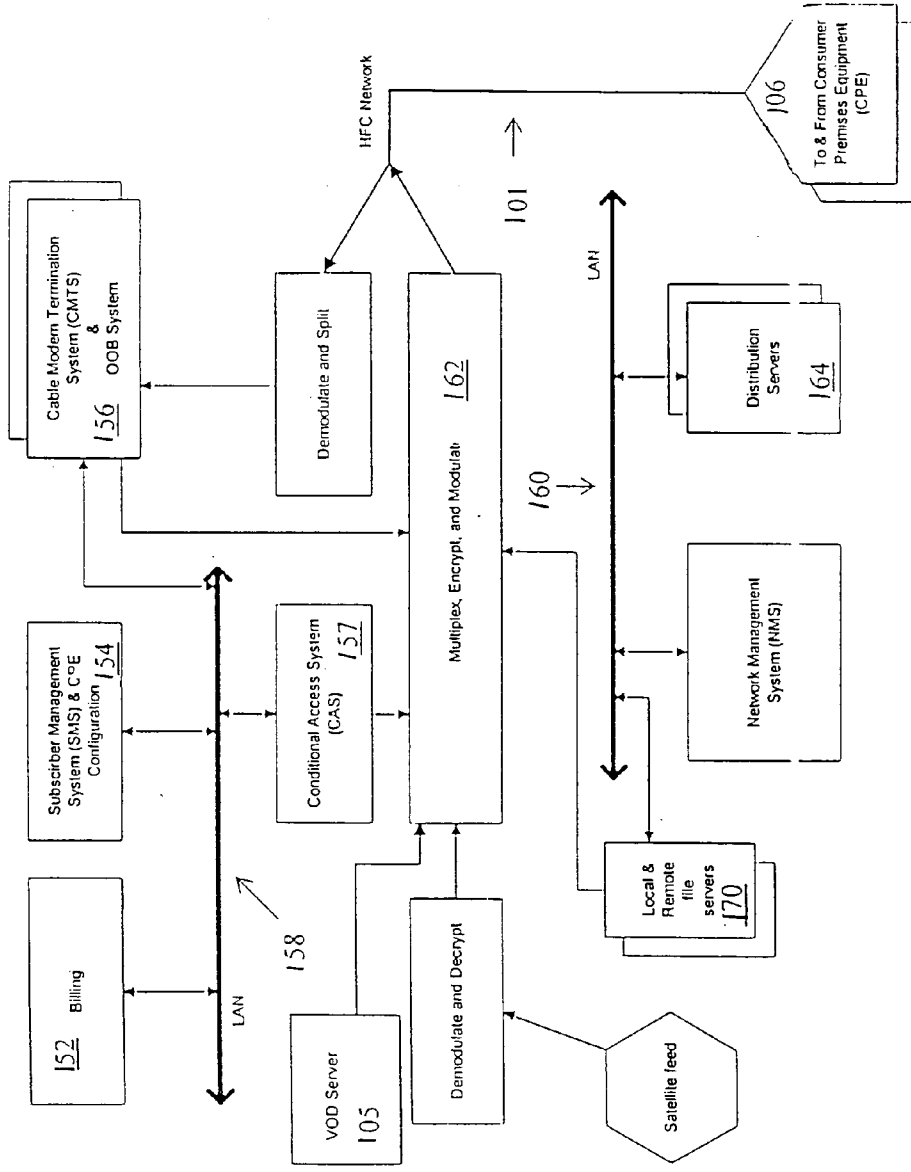 152 Billing
Subscirber Management
System (SMS) & CPE
Configuration 154
Cable Modem Termination
System (CMTS)
&
156 OOB System
LAN
158
Conditional Access System
(CAS) 157
Demodulate and Split
HFC Network
VOD Server
105
Multiplex, Encrypt, and Modulate
162
101
Demodulate and Decrypt
160
LAN
Satellite feed
Local &
Remote
file
servers
170
Network Management
System (NMS)
Distribution
Servers
164
106
To & From Consumer
Premises Equipment
(CPE)